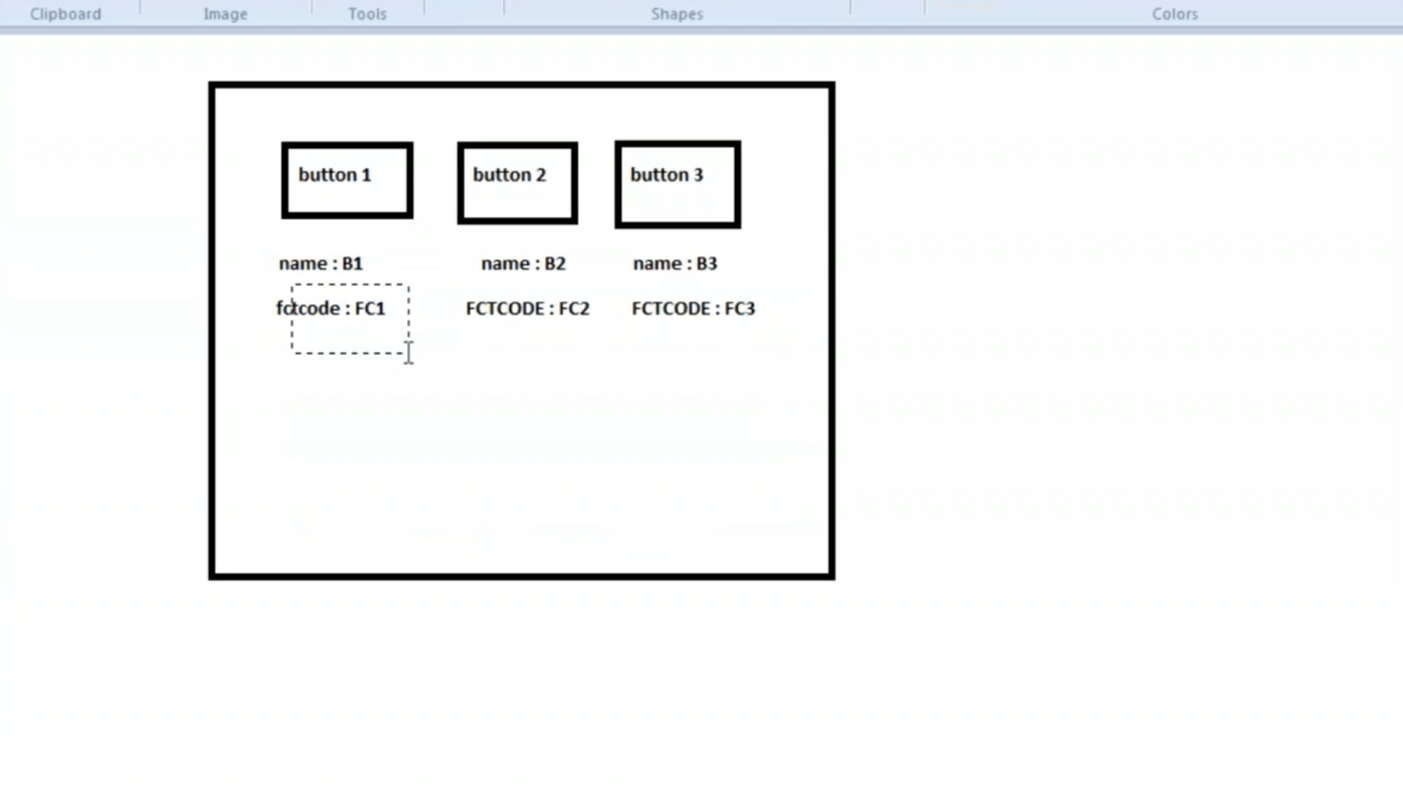 Clipboard Image Tools Shapes Colors
button 1 button 2 button 3
name : B1 name : B2 name : B3
fctcode : FC1 FCTCODE : FC2 FCTCODE : FC3